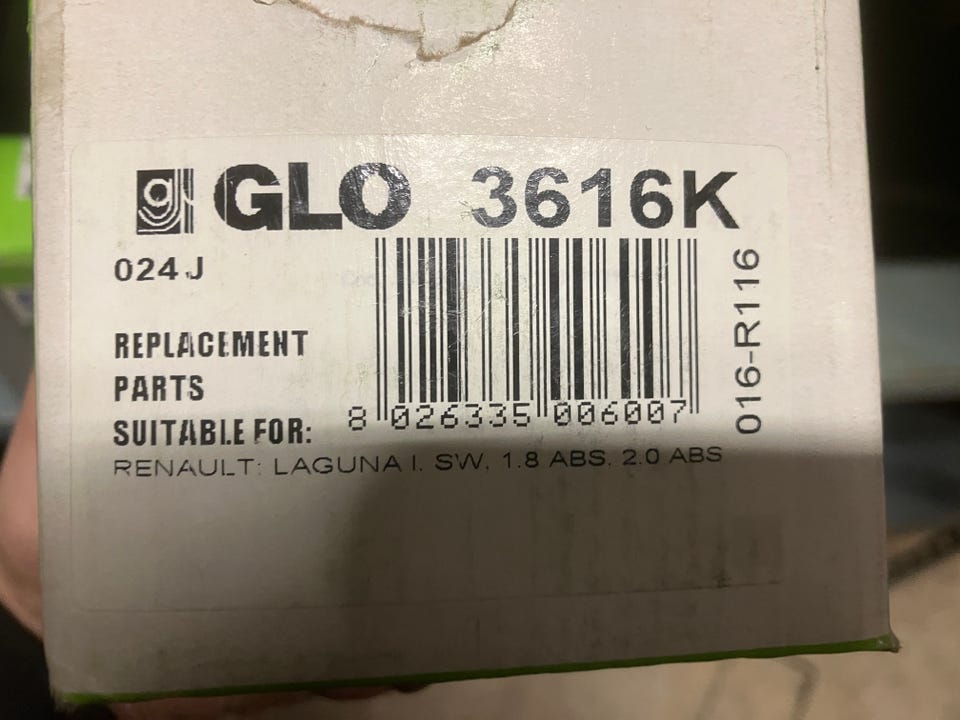 g GLO 3616K
024J
REPLACEMENT
PARTS
SUITABLE FOR:
8 026335 006007
016-R116
RENAULT: LAGUNA I. SW. 1.8 ABS. 2.0 ABS